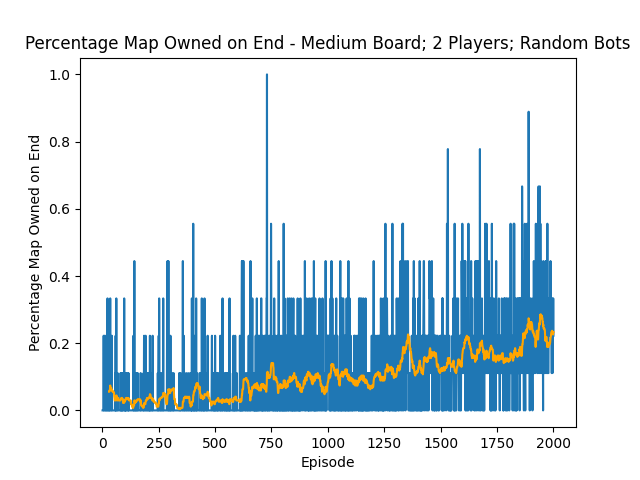 Percentage Map Owned on End - Medium Board; 2 Players; Random Bots
1.0
0.8
0.6
0.4
0.2
0.0
Percentage Map Owned on End
0 250 500 750 1000 1250 1500 1750 2000
Episode